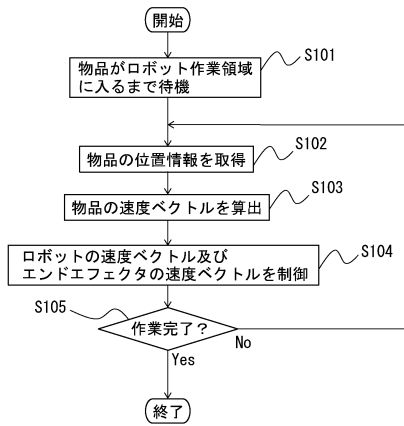 開始
物品がロボット作業領域
に入るまで待機
S101
物品の位置情報を取得
S102
物品の速度ベクトルを算出
S103
ロボットの速度ベクトル及び
エンドエフェクタの速度ベクトルを制御
S104
S105
作業完了？
No
Yes
終了